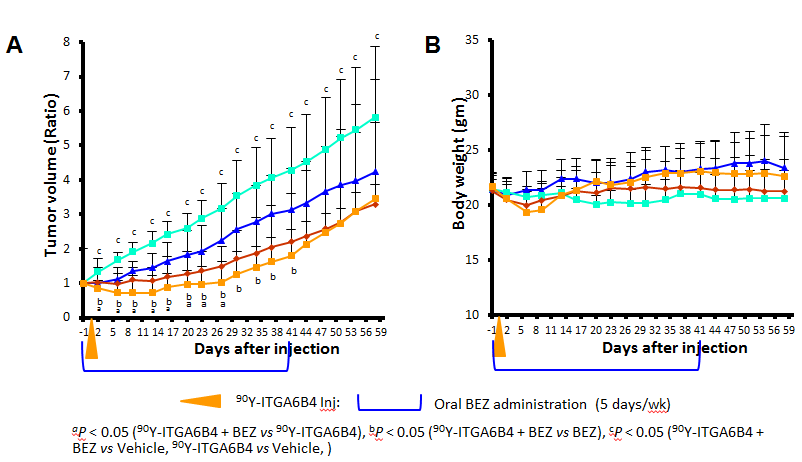 A
B
Tumor volume (Ratio)
8
7
6
5
4
3
2
1
0
c c c c c c c c c c c c c c c c
b b b b b b b b b b b b
a a a a a a a a
-1 2 5 8 11 14 17 20 23 26 29 32 35 38 41 44 47 50 53 56 59
Days after injection
Body weight (gm)
35
30
25
20
15
10
-1 2 5 8 11 14 17 20 23 26 29 32 35 38 41 44 47 50 53 56 59
Days after injection
⁹⁰Y-ITGA6B4 Inj:
Oral BEZ administration (5 days/wk)
ᵃP < 0.05 (⁹⁰Y-ITGA6B4 + BEZ vs ⁹⁰Y-ITGA6B4), ᵇP < 0.05 (⁹⁰Y-ITGA6B4 + BEZ vs BEZ), ᶜP < 0.05 (⁹⁰Y-ITGA6B4 +
BEZ vs Vehicle, ⁹⁰Y-ITGA6B4 vs Vehicle, )